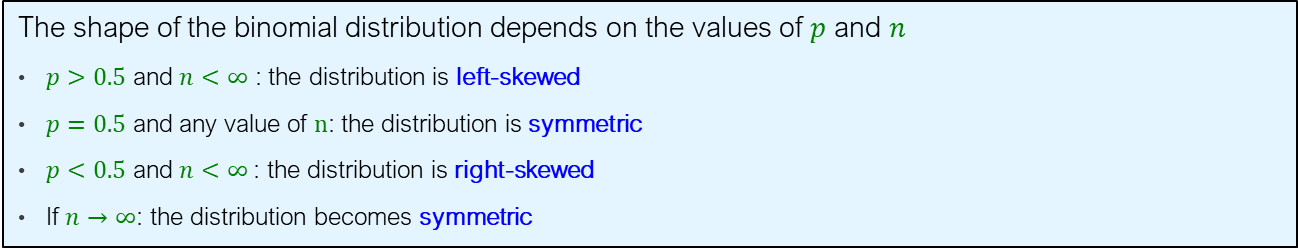 The shape of the binomial distribution depends on the values of p and n
• p > 0.5 and n < ∞ : the distribution is left-skewed
• p = 0.5 and any value of n: the distribution is symmetric
• p < 0.5 and n < ∞ : the distribution is right-skewed
• If n → ∞: the distribution becomes symmetric